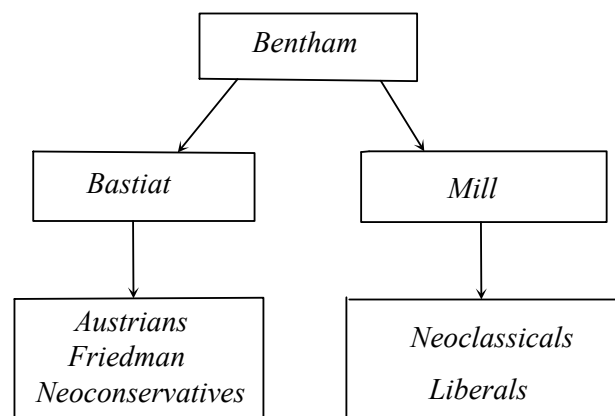 Bentham
Bastiat
Mill
Austrians
Friedman
Neoconservatives
Neoclassicals
Liberals